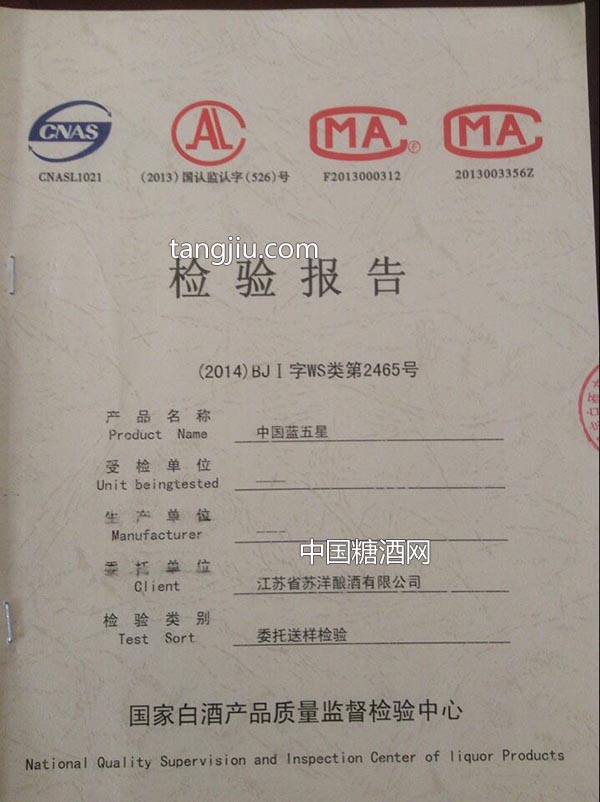 CNAS
AL
MA
MA
CNASL1021
(2013)国认监认字(526)号
F2013000312
2013003356Z
tangjiu.com
检验报告
(2014)BJⅠ字WS类第2465号
产品名称
Product Name
中国蓝五星
受检单位
Unit beingtested
生产单位
Manufacturer
中国糖酒网
委托单位
Client
江苏省苏洋酿酒有限公司
检验类别
Test Sort
委托送样检验
国家白酒产品质量监督检验中心
National Quality Supervision and Inspection Center of liquor Products